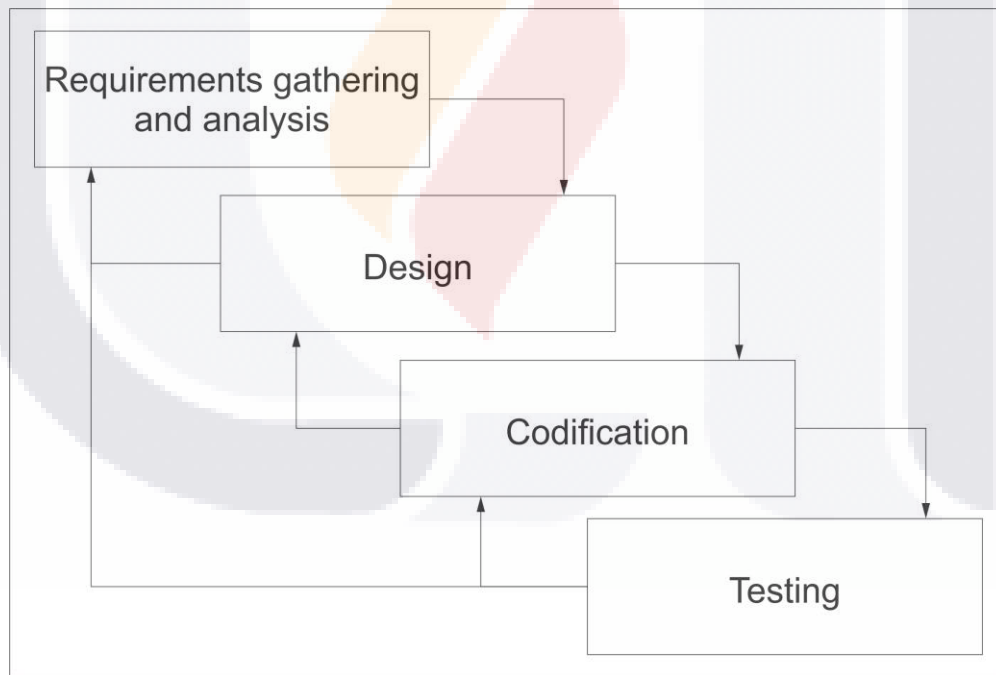 Requirements gathering
and analysis
Design
Codification
Testing